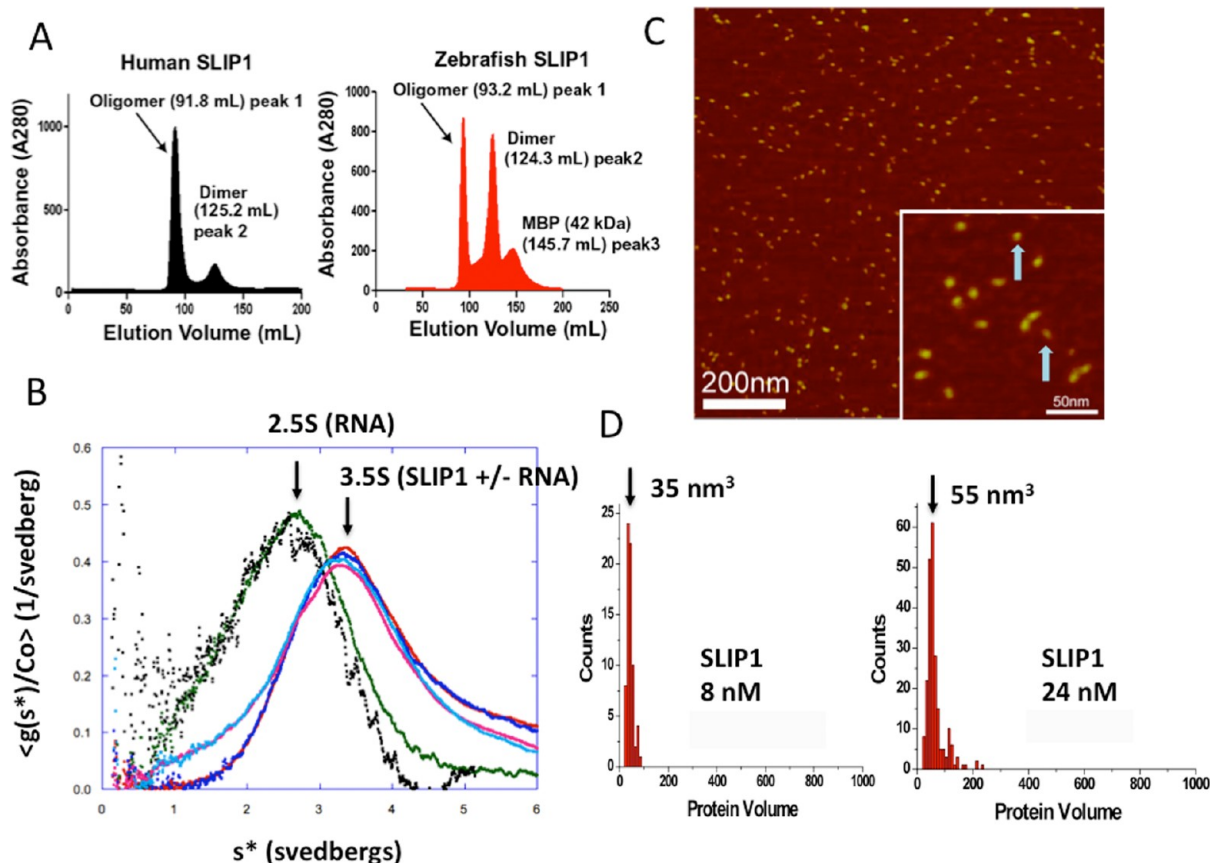 A
Human SLIP1
Oligomer (91.8 mL) peak 1
Dimer
(125.2 mL)
peak 2
Absorbance (A280)
1000
500
0
0 50 100 150 200
Elution Volume (mL)
Zebrafish SLIP1
Oligomer (93.2 mL) peak 1
Dimer
(124.3 mL) peak2
MBP (42 kDa)
(145.7 mL) peak3
Absorbance (A280)
1000
800
600
400
200
0
0 50 100 150 200 250
Elution Volume (mL)
B
2.5S (RNA)
3.5S (SLIP1 +/- RNA)
<g(s*)/Co> (1/svedberg)
0.6
0.5
0.4
0.3
0.2
0.1
0.0
0 1 2 3 4 5 6
s* (svedbergs)
C
200nm
50nm
D
35 nm³
Counts
25
20
15
10
5
0
SLIP1
8 nM
0 200 400 600 800 1000
Protein Volume
55 nm³
Counts
60
50
40
30
20
10
0
SLIP1
24 nM
0 200 400 600 800 1000
Protein Volume